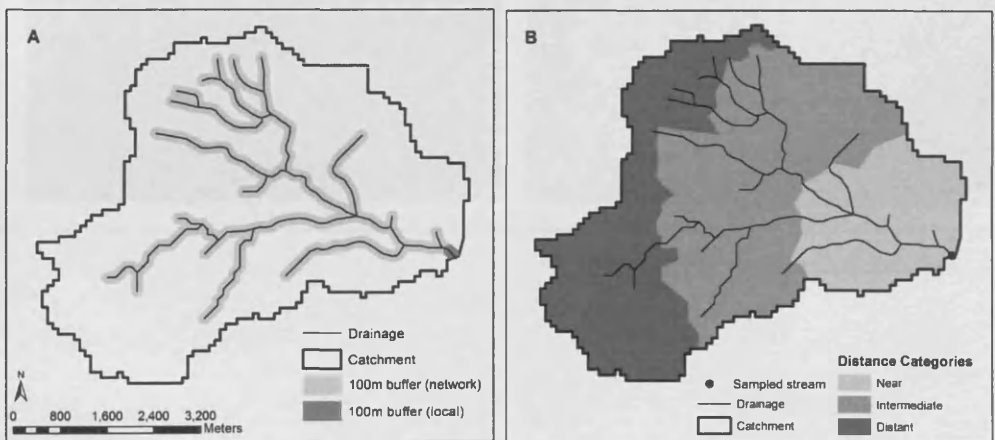 A
N
0 800 1,600 2,400 3,200
Meters
Drainage
Catchment
100m buffer (network)
100m buffer (local)
B
Sampled stream
Drainage
Catchment
Distance Categories
Near
Intermediate
Distant